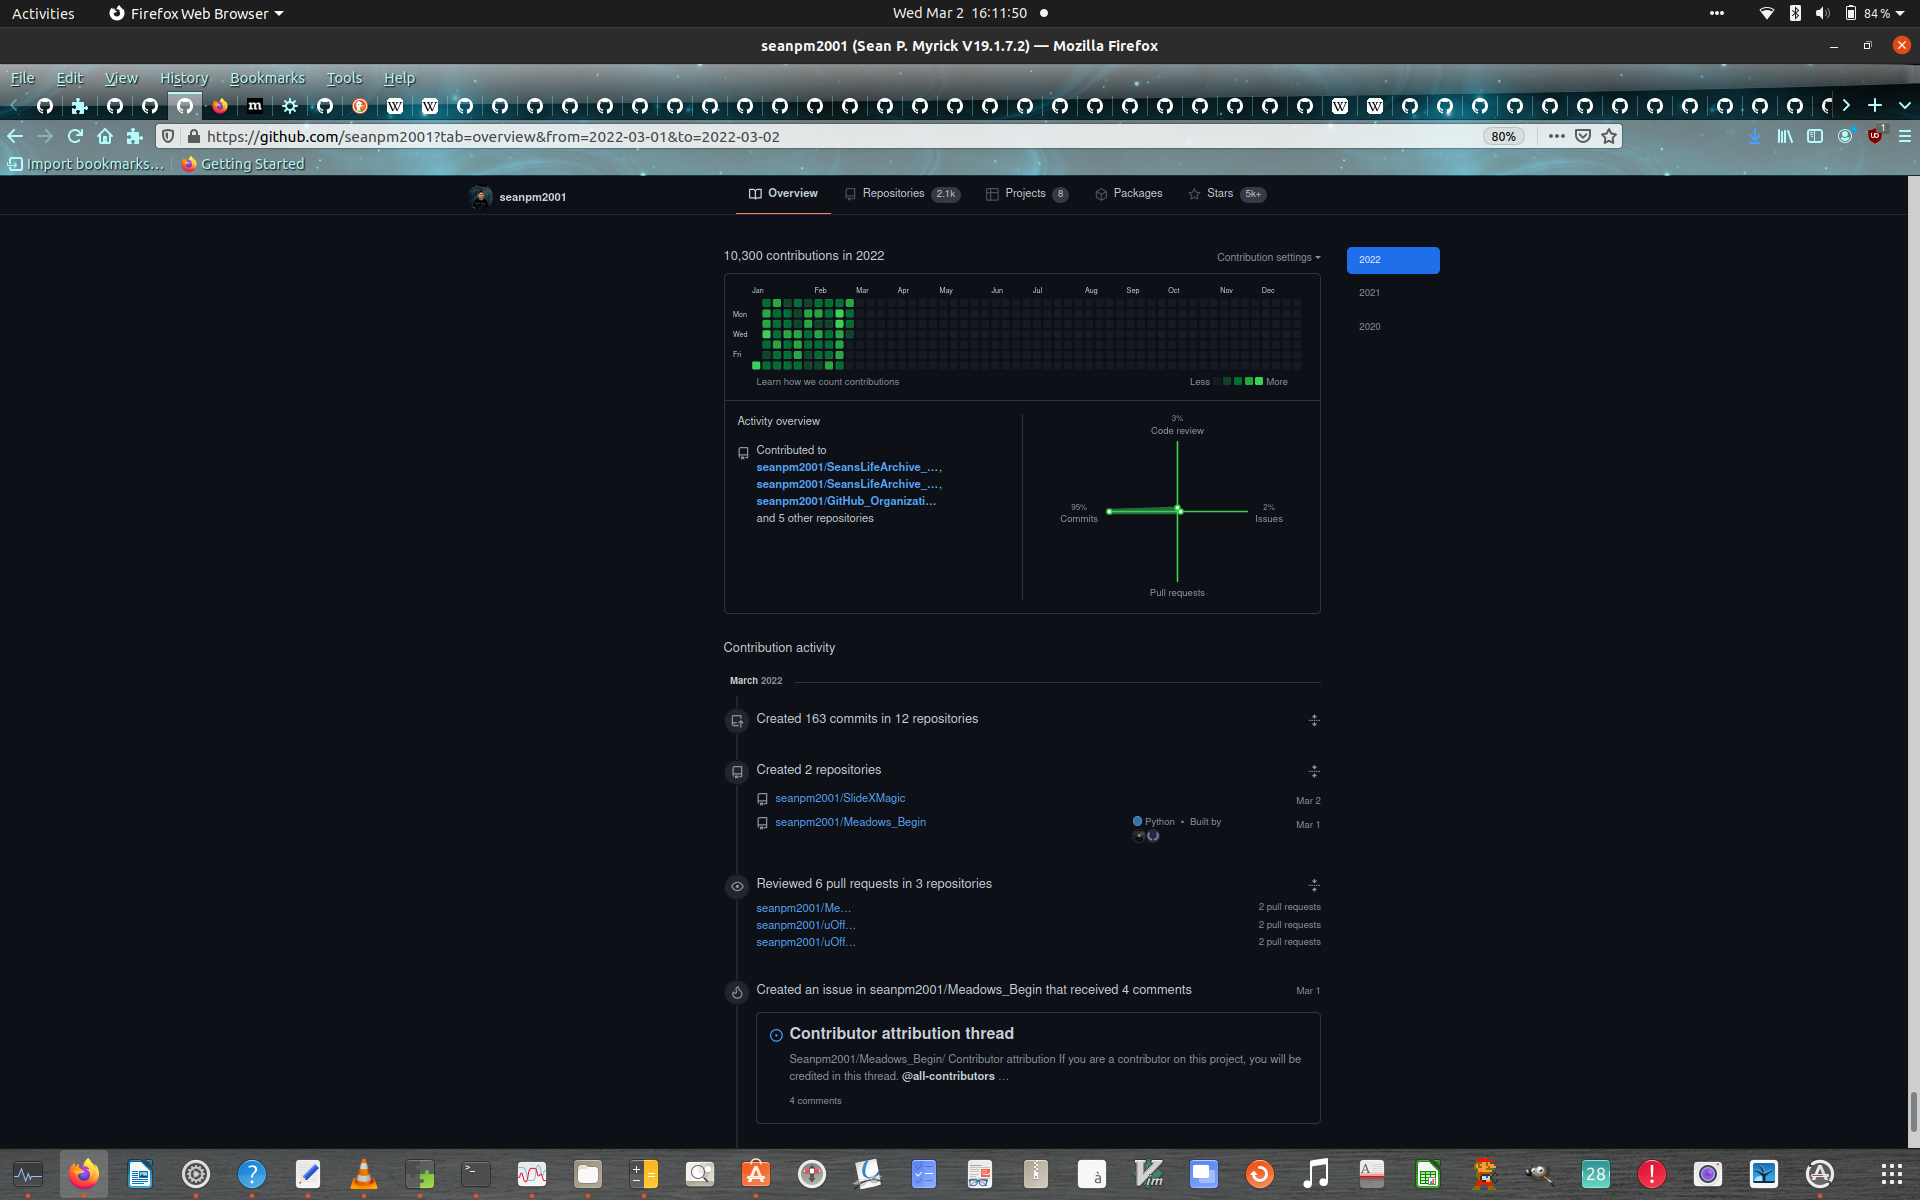 Activities
Firefox Web Browser
Wed Mar 2 16:11:50
84 %
seanpm2001 (Sean P. Myrick V19.1.7.2) — Mozilla Firefox
File Edit View History Bookmarks Tools Help
https://github.com/seanpm2001?tab=overview&from=2022-03-01&to=2022-03-02
80%
1
Import bookmarks...
Getting Started
seanpm2001
Overview
Repositories 2.1k
Projects 8
Packages
Stars 5k+
10,300 contributions in 2022
Contribution settings
2022
2021
2020
Jan Feb Mar Apr May Jun Jul Aug Sep Oct Nov Dec
Mon
Wed
Fri
Learn how we count contributions
Less More
Activity overview
Contributed to
seanpm2001/SeansLifeArchive_...,
seanpm2001/SeansLifeArchive_...,
seanpm2001/GitHub_Organizati...
and 5 other repositories
3%
Code review
95%
Commits
2%
Issues
Pull requests
Contribution activity
March 2022
Created 163 commits in 12 repositories
Created 2 repositories
seanpm2001/SlideXMagic
Mar 2
seanpm2001/Meadows_Begin
Python • Built by
Mar 1
Reviewed 6 pull requests in 3 repositories
seanpm2001/Me...
2 pull requests
seanpm2001/uOff...
2 pull requests
seanpm2001/uOff...
2 pull requests
Created an issue in seanpm2001/Meadows_Begin that received 4 comments
Mar 1
Contributor attribution thread
Seanpm2001/Meadows_Begin/ Contributor attribution If you are a contributor on this project, you will be
credited in this thread. @all-contributors ...
4 comments
28